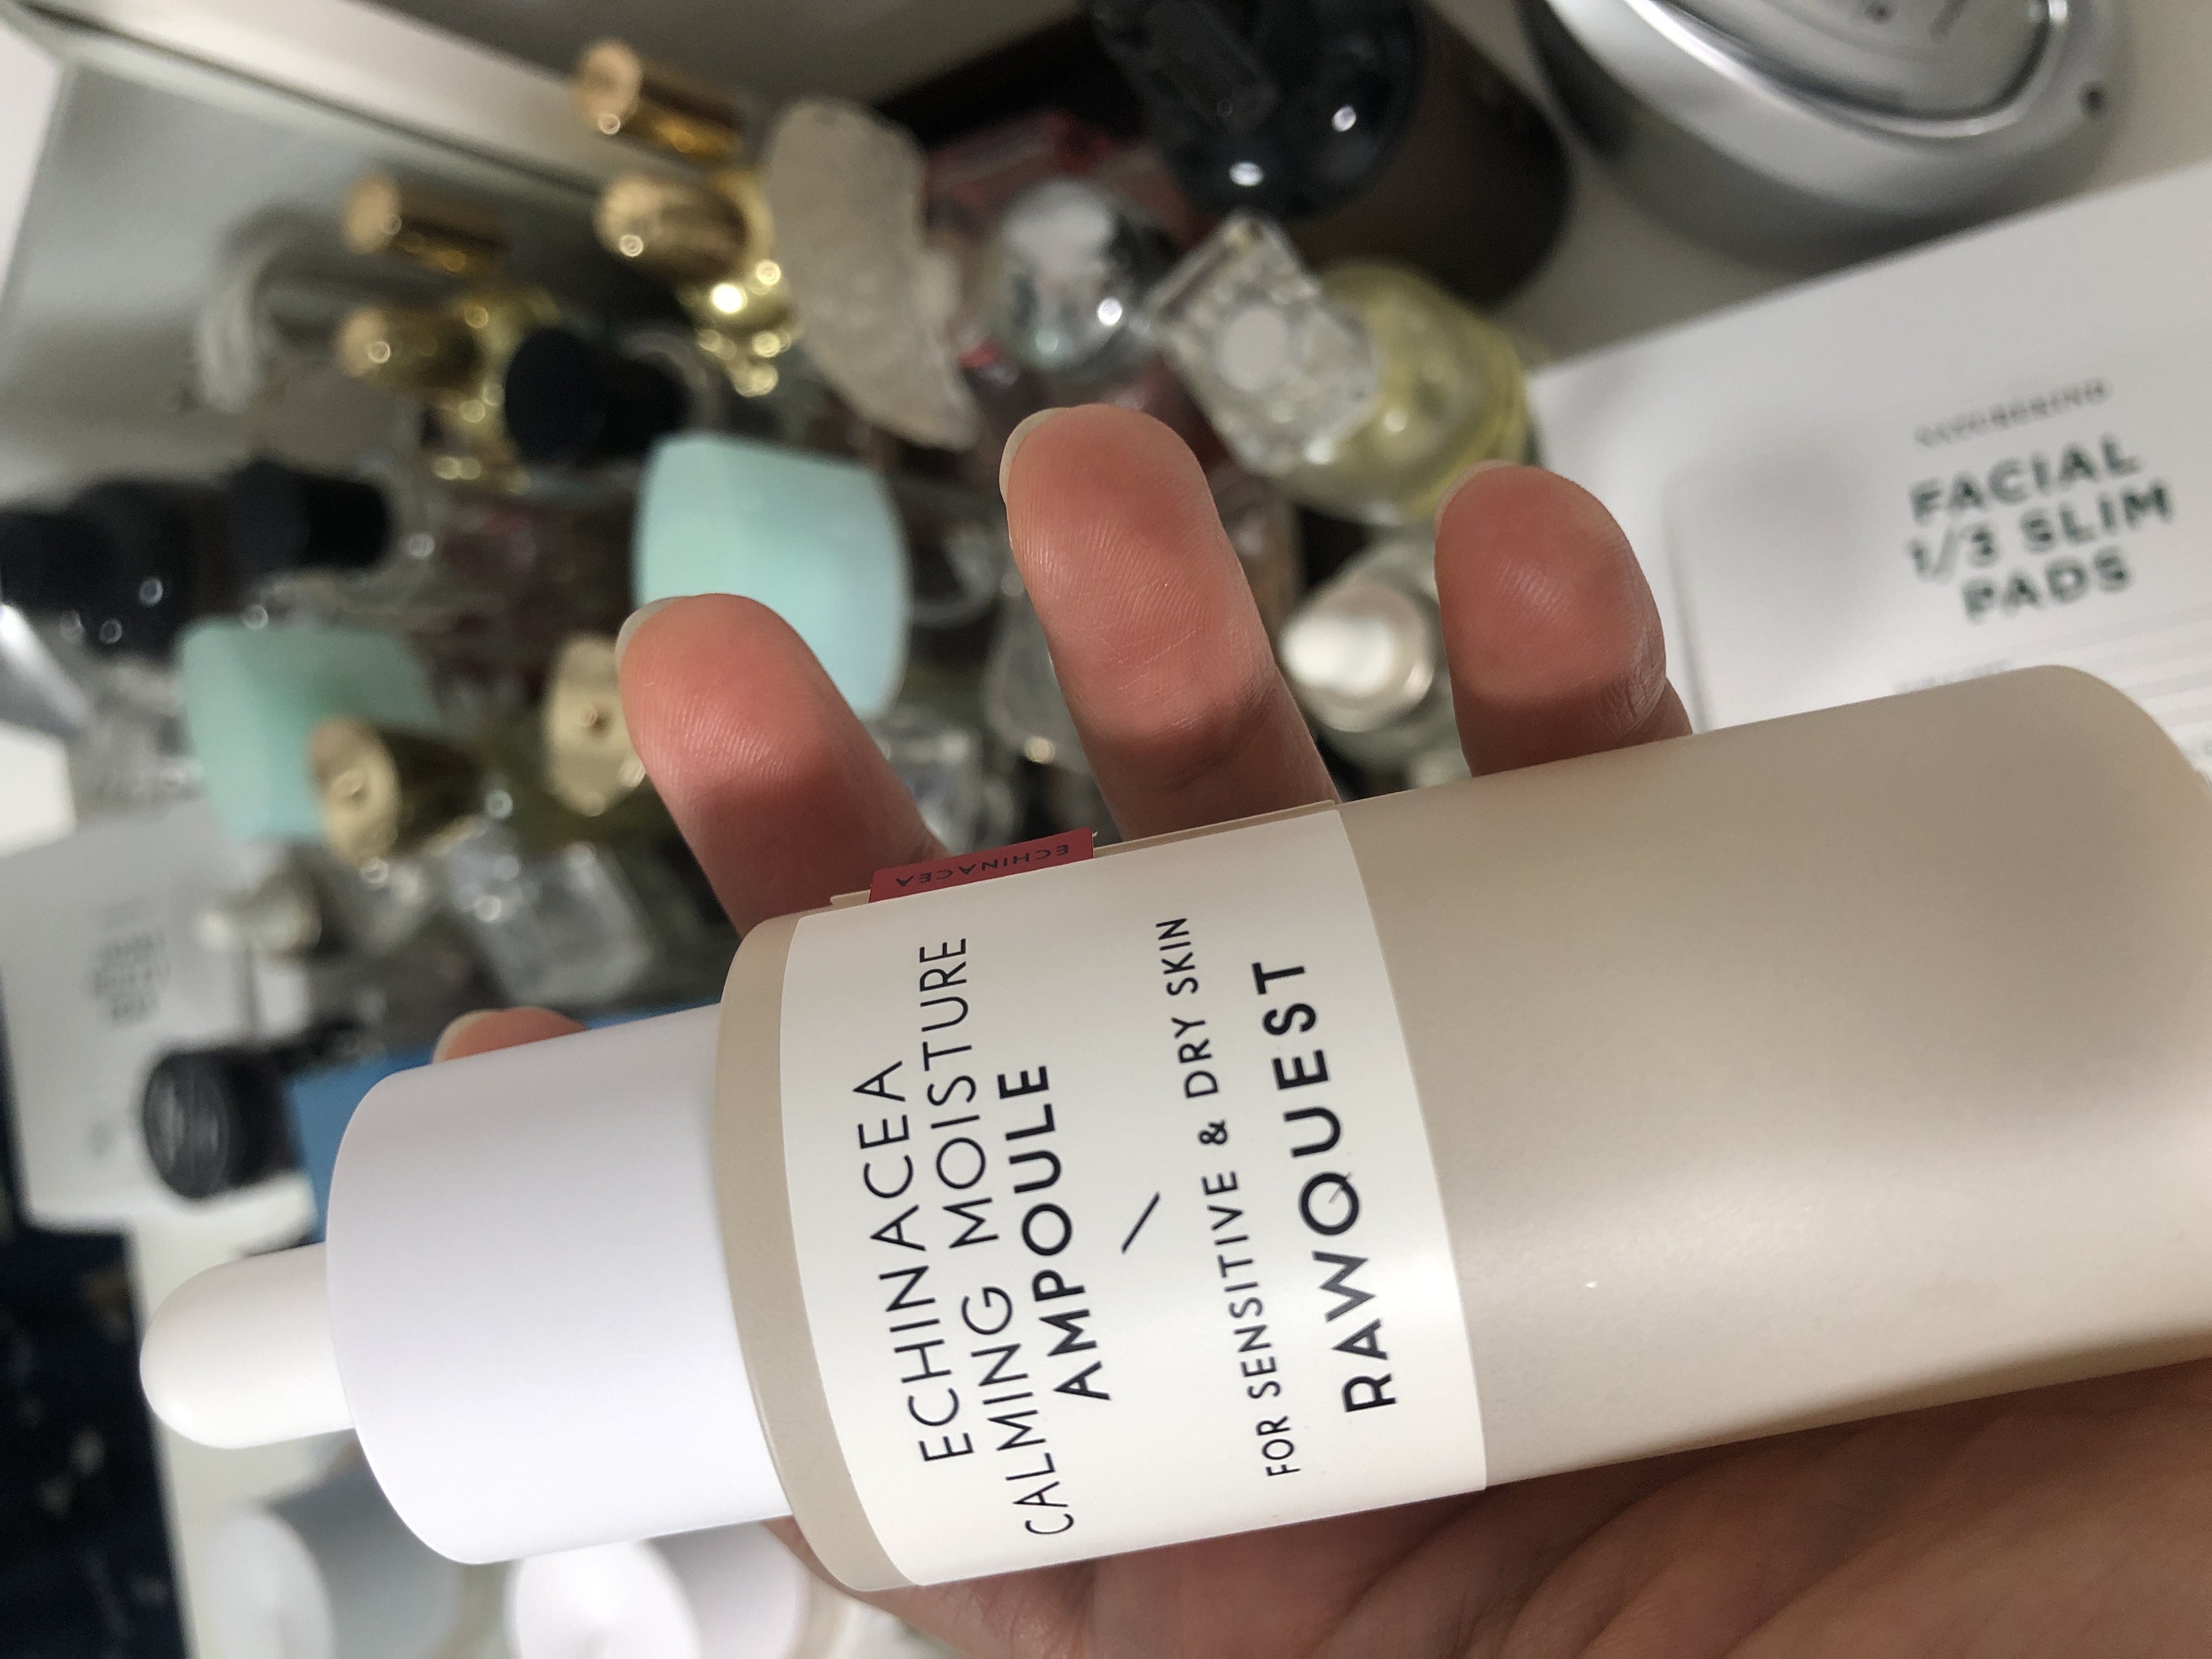 ECHINACEA
CALMING MOISTURE
AMPOULE
FOR SENSITIVE & DRY SKIN
RAWQUEST
ECHINACEA
FACIAL
1/3 SLIM
PADS